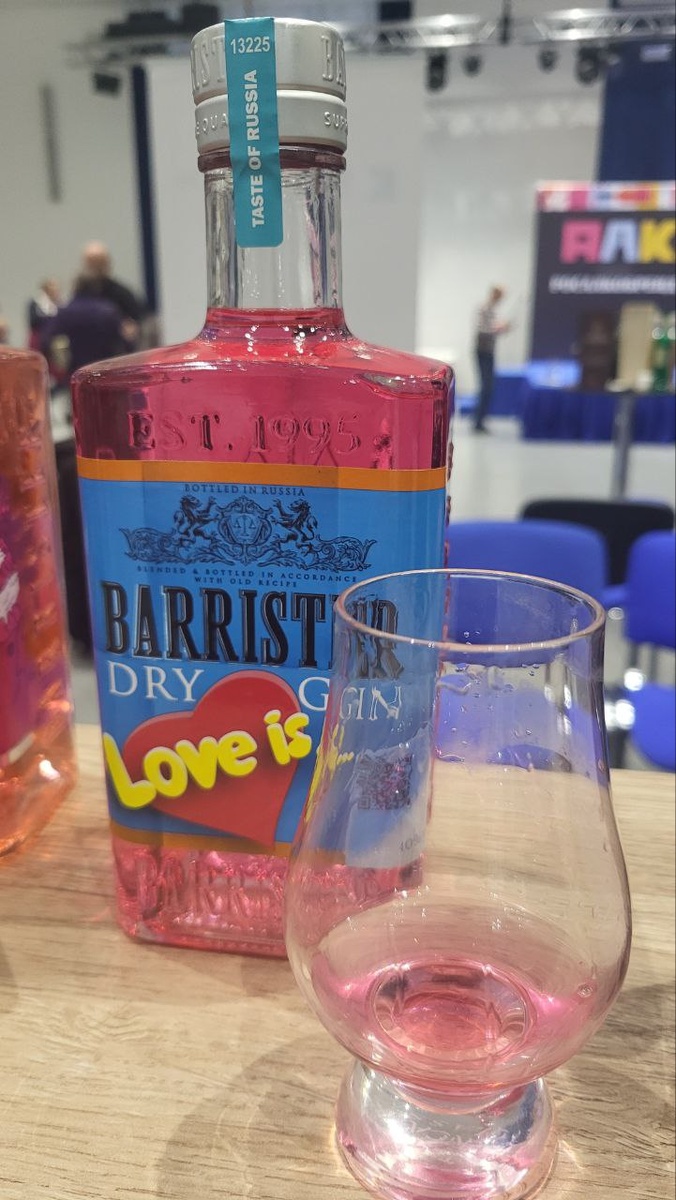 13225
TASTE OF RUSSIA
EST. 1995
BOTTLED IN RUSSIA
BLENDED & BOTTLED IN ACCORDANCE
WITH OLD RECIPE
BARRISTER
DRY GIN
Love is...